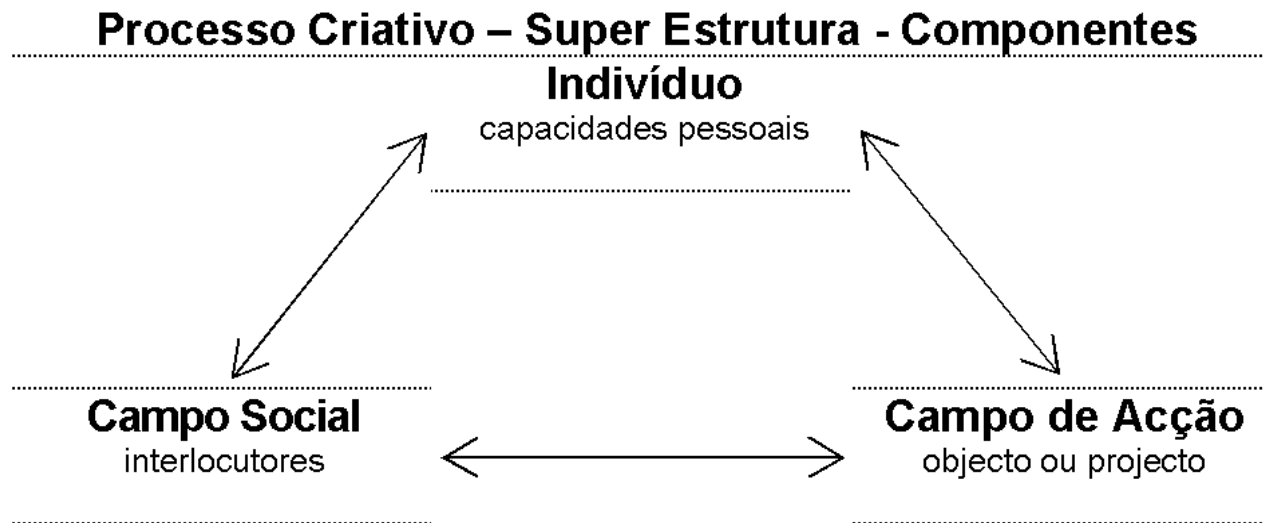 Processo Criativo – Super Estrutura - Componentes
Indivíduo
capacidades pessoais
Campo Social
interlocutores
Campo de Acção
objecto ou projecto